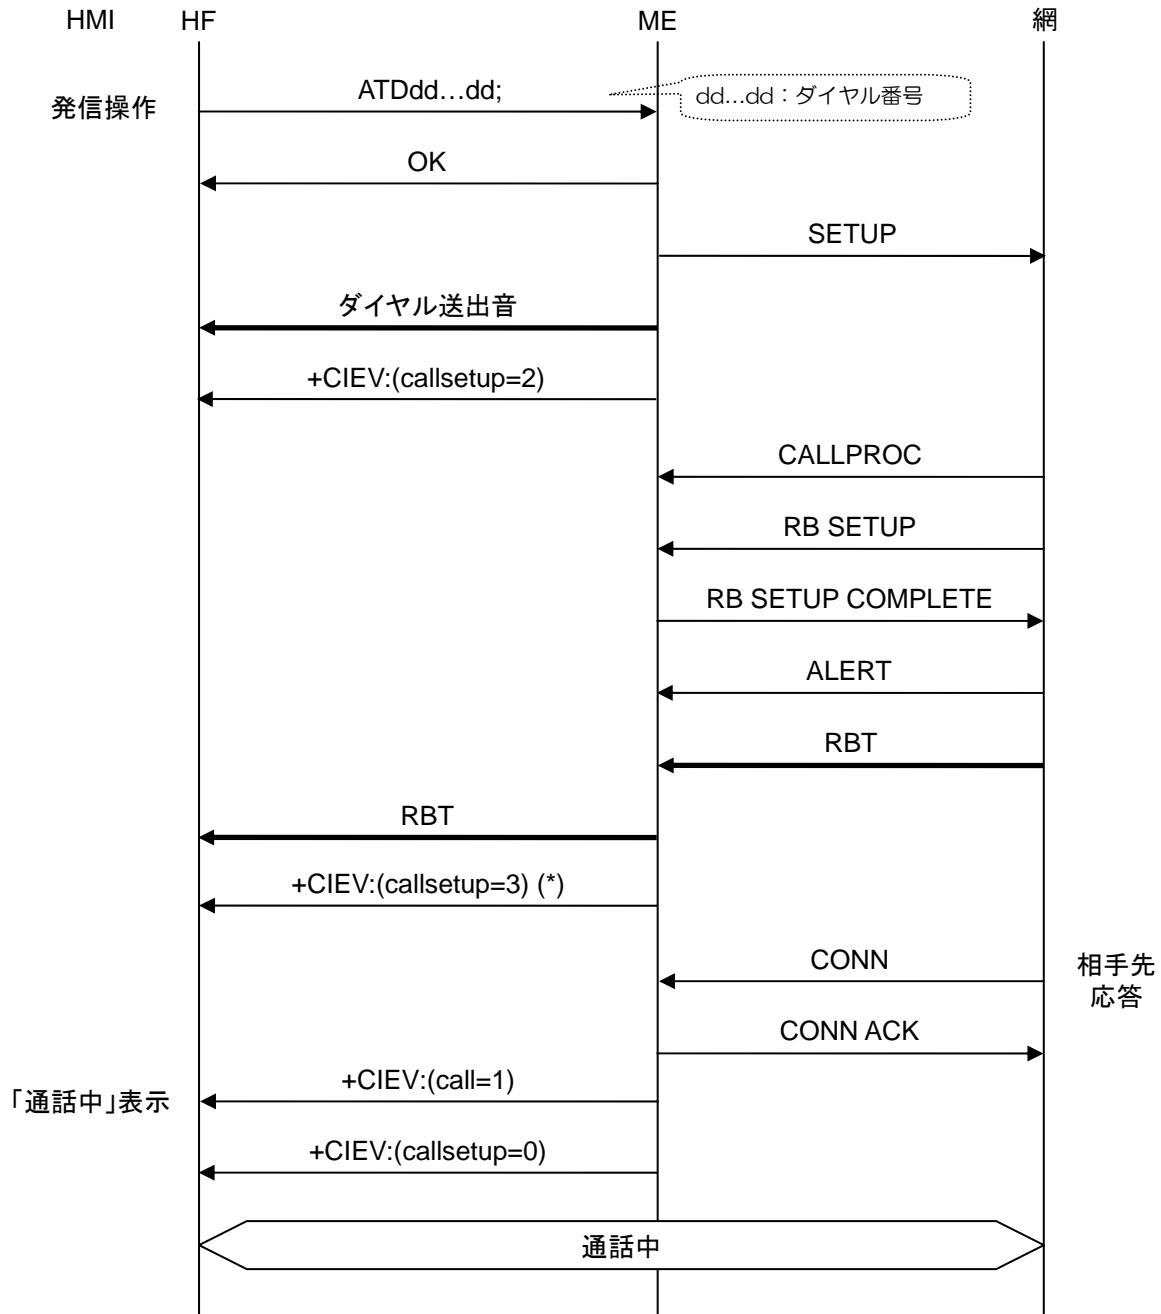 HMI HF ME 網
発信操作
ATDdd…dd;
dd…dd：ダイヤル番号
OK
SETUP
ダイヤル送出音
+CIEV:(callsetup=2)
CALLPROC
RB SETUP
RB SETUP COMPLETE
ALERT
RBT
RBT
+CIEV:(callsetup=3) (*)
CONN
相手先
応答
CONN ACK
+CIEV:(call=1)
「通話中」表示
+CIEV:(callsetup=0)
通話中